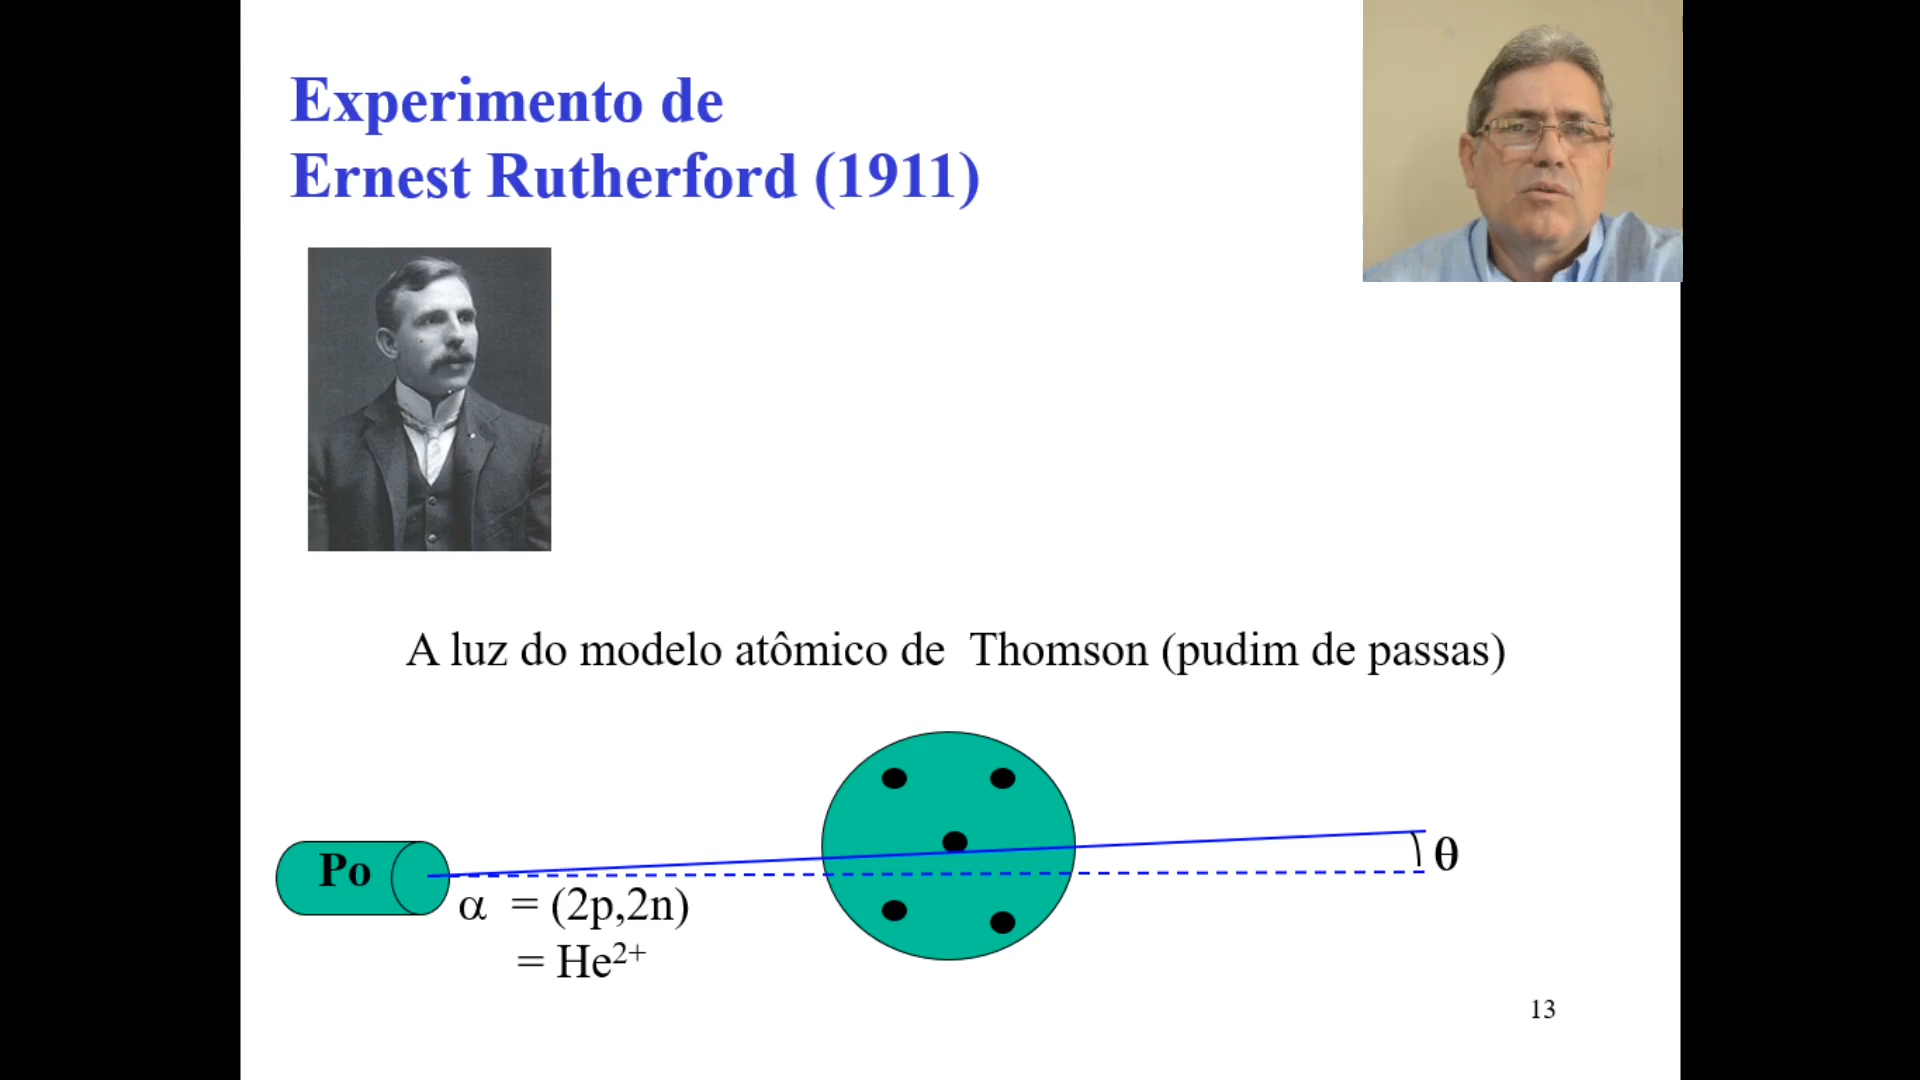 Experimento de
Ernest Rutherford (1911)
A luz do modelo atômico de Thomson (pudim de passas)
Po
θ
α = (2p,2n)
= He²⁺
13